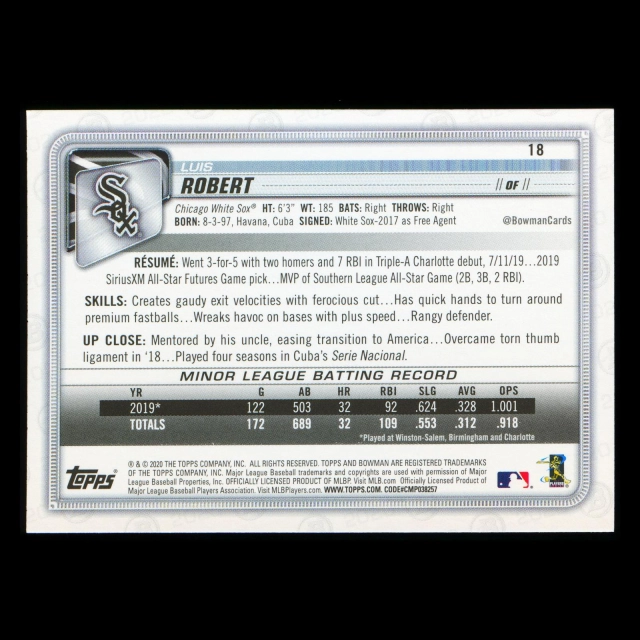 18
LUIS
ROBERT // OF //
Chicago White Sox® HT: 6'3" WT: 185 BATS: Right THROWS: Right
BORN: 8-3-97, Havana, Cuba SIGNED: White Sox-2017 as Free Agent @BowmanCards
Sox
RÉSUMÉ: Went 3-for-5 with two homers and 7 RBI in Triple-A Charlotte debut, 7/11/19...2019
SiriusXM All-Star Futures Game pick...MVP of Southern League All-Star Game (2B, 3B, 2 RBI).
SKILLS: Creates gaudy exit velocities with ferocious cut...Has quick hands to turn around
premium fastballs...Wreaks havoc on bases with plus speed...Rangy defender.
UP CLOSE: Mentored by his uncle, easing transition to America...Overcame torn thumb
ligament in '18...Played four seasons in Cuba's Serie Nacional.
MINOR LEAGUE BATTING RECORD
YR G AB HR RBI SLG AVG OPS
2019* 122 503 32 92 .624 .328 1.001
TOTALS 172 689 32 109 .553 .312 .918
*Played at Winston-Salem, Birmingham and Charlotte
Topps®
® & © 2020 THE TOPPS COMPANY, INC. ALL RIGHTS RESERVED. TOPPS AND BOWMAN ARE REGISTERED TRADEMARKS
OF THE TOPPS COMPANY, INC. OFFICIALLY LICENSED PRODUCT OF MLBP. Major League Baseball trademarks and copyrights are used with permission of Major
League Baseball Properties, Inc. Visit MLB.com Officially Licensed Product of
Major League Baseball Players Association. Visit MLBPlayers.com. WWW.TOPPS.COM. CODE#CMP038257